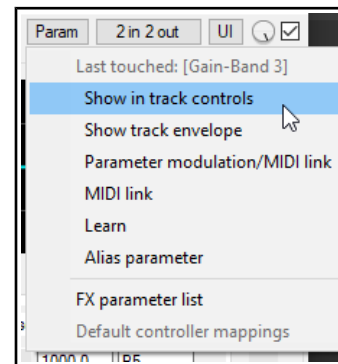 Param 2 in 2 out UI
Last touched: [Gain-Band 3]
Show in track controls
Show track envelope
Parameter modulation/MIDI link
MIDI link
Learn
Alias parameter
FX parameter list
Default controller mappings